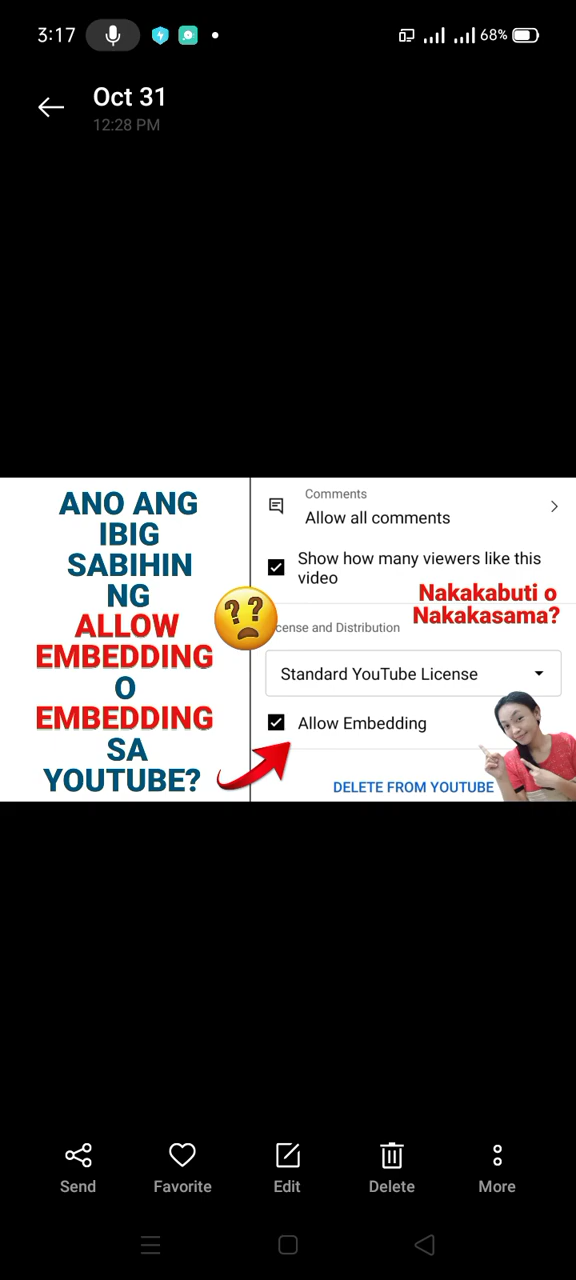 3:17
68%
Oct 31
12:28 PM
ANO ANG
IBIG
SABIHIN
NG
ALLOW
EMBEDDING
O
EMBEDDING
SA
YOUTUBE?
??
Comments
Allow all comments
Show how many viewers like this
video
Nakakabuti o
Nakakasama?
cense and Distribution
Standard YouTube License
Allow Embedding
DELETE FROM YOUTUBE
Send
Favorite
Edit
Delete
More